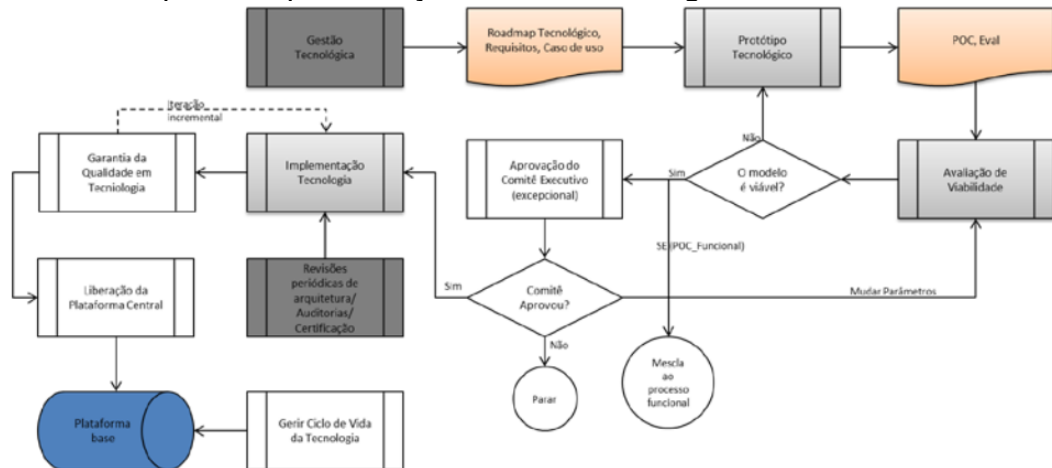 Gestão
Tecnológica
Roadmap Tecnológico,
Requisitos, Caso de uso
Protótipo
Tecnológico
POC, Eval
Iteração
incremental
Garantia da
Qualidade em
Tecniologia
Implementação
Tecnologia
Aprovação do
Comitê Executivo
(excepcional)
Sim
Não
O modelo
é viável?
Avaliação de
Viabilidade
SE(POC_Funcional)
Liberação da
Plataforma Central
Revisões
periódicas de
arquitetura/
Auditorias/
Certificação
Sim
Comitê
Aprovou?
Mudar Parâmetros
Não
Parar
Mescla
ao
processo
funcional
Plataforma
base
Gerir Ciclo de Vida
da Tecnologia